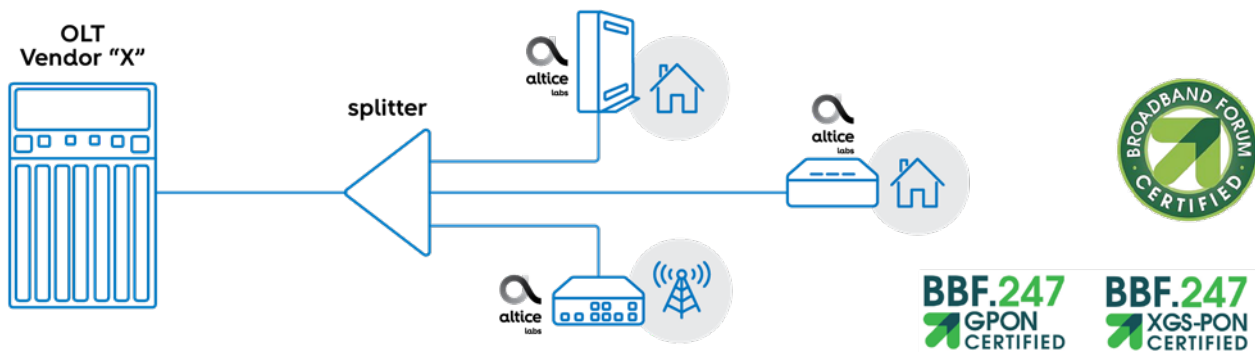 OLT
Vendor “X”
splitter
altice
labs
altice
labs
altice
labs
BROADBAND FORUM
CERTIFIED
BBF.247
GPON
CERTIFIED
BBF.247
XGS-PON
CERTIFIED